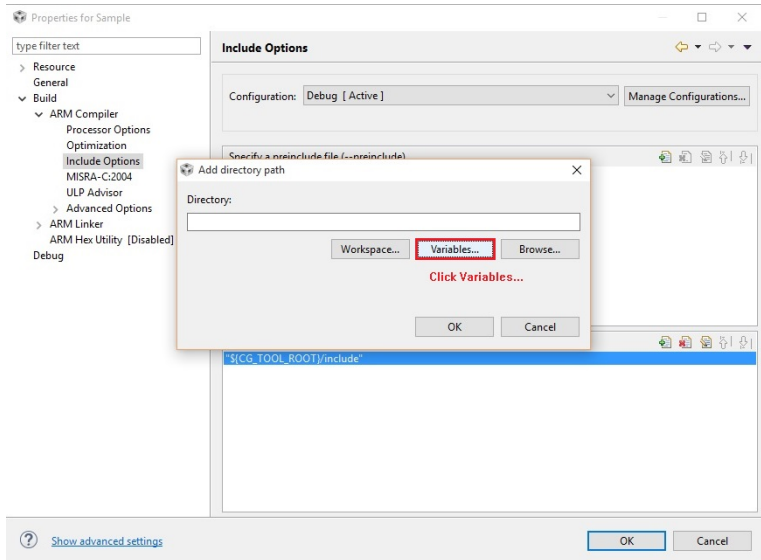 Properties for Sample
type filter text
Include Options
Resource
General
Build
ARM Compiler
Processor Options
Optimization
Include Options
MISRA-C:2004
ULP Advisor
Advanced Options
ARM Linker
ARM Hex Utility [Disabled]
Debug
Configuration: Debug [ Active ]
Manage Configurations...
Specify a preinclude file (--preinclude)
Add directory path
Directory:
Workspace...
Variables...
Browse...
Click Variables...
OK
Cancel
"${CG_TOOL_ROOT}/include"
Show advanced settings
OK
Cancel